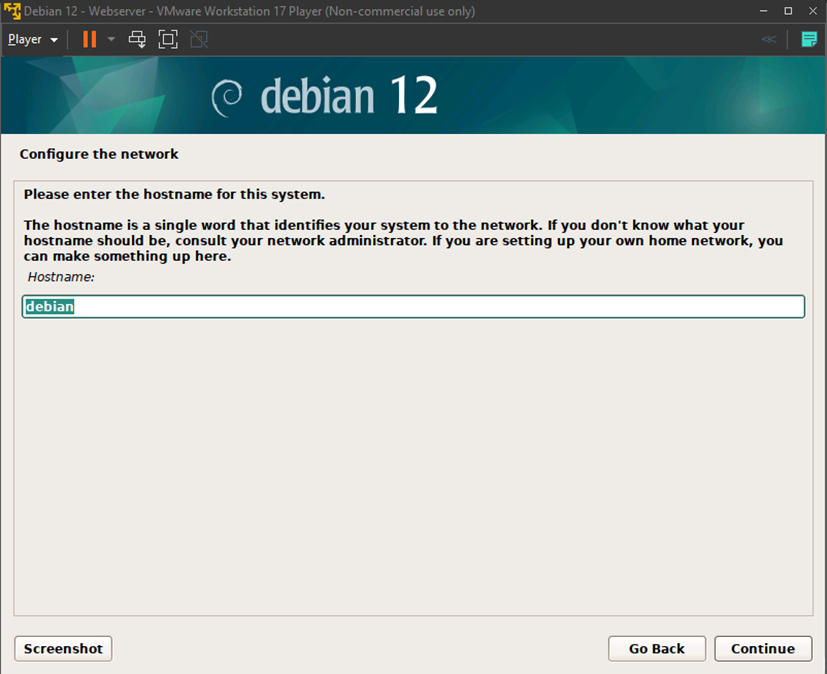 Debian 12 - Webserver - VMware Workstation 17 Player (Non-commercial use only)
Player
debian 12
Configure the network
Please enter the hostname for this system.
The hostname is a single word that identifies your system to the network. If you don't know what your
hostname should be, consult your network administrator. If you are setting up your own home network, you
can make something up here.
Hostname:
debian
Screenshot
Go Back
Continue